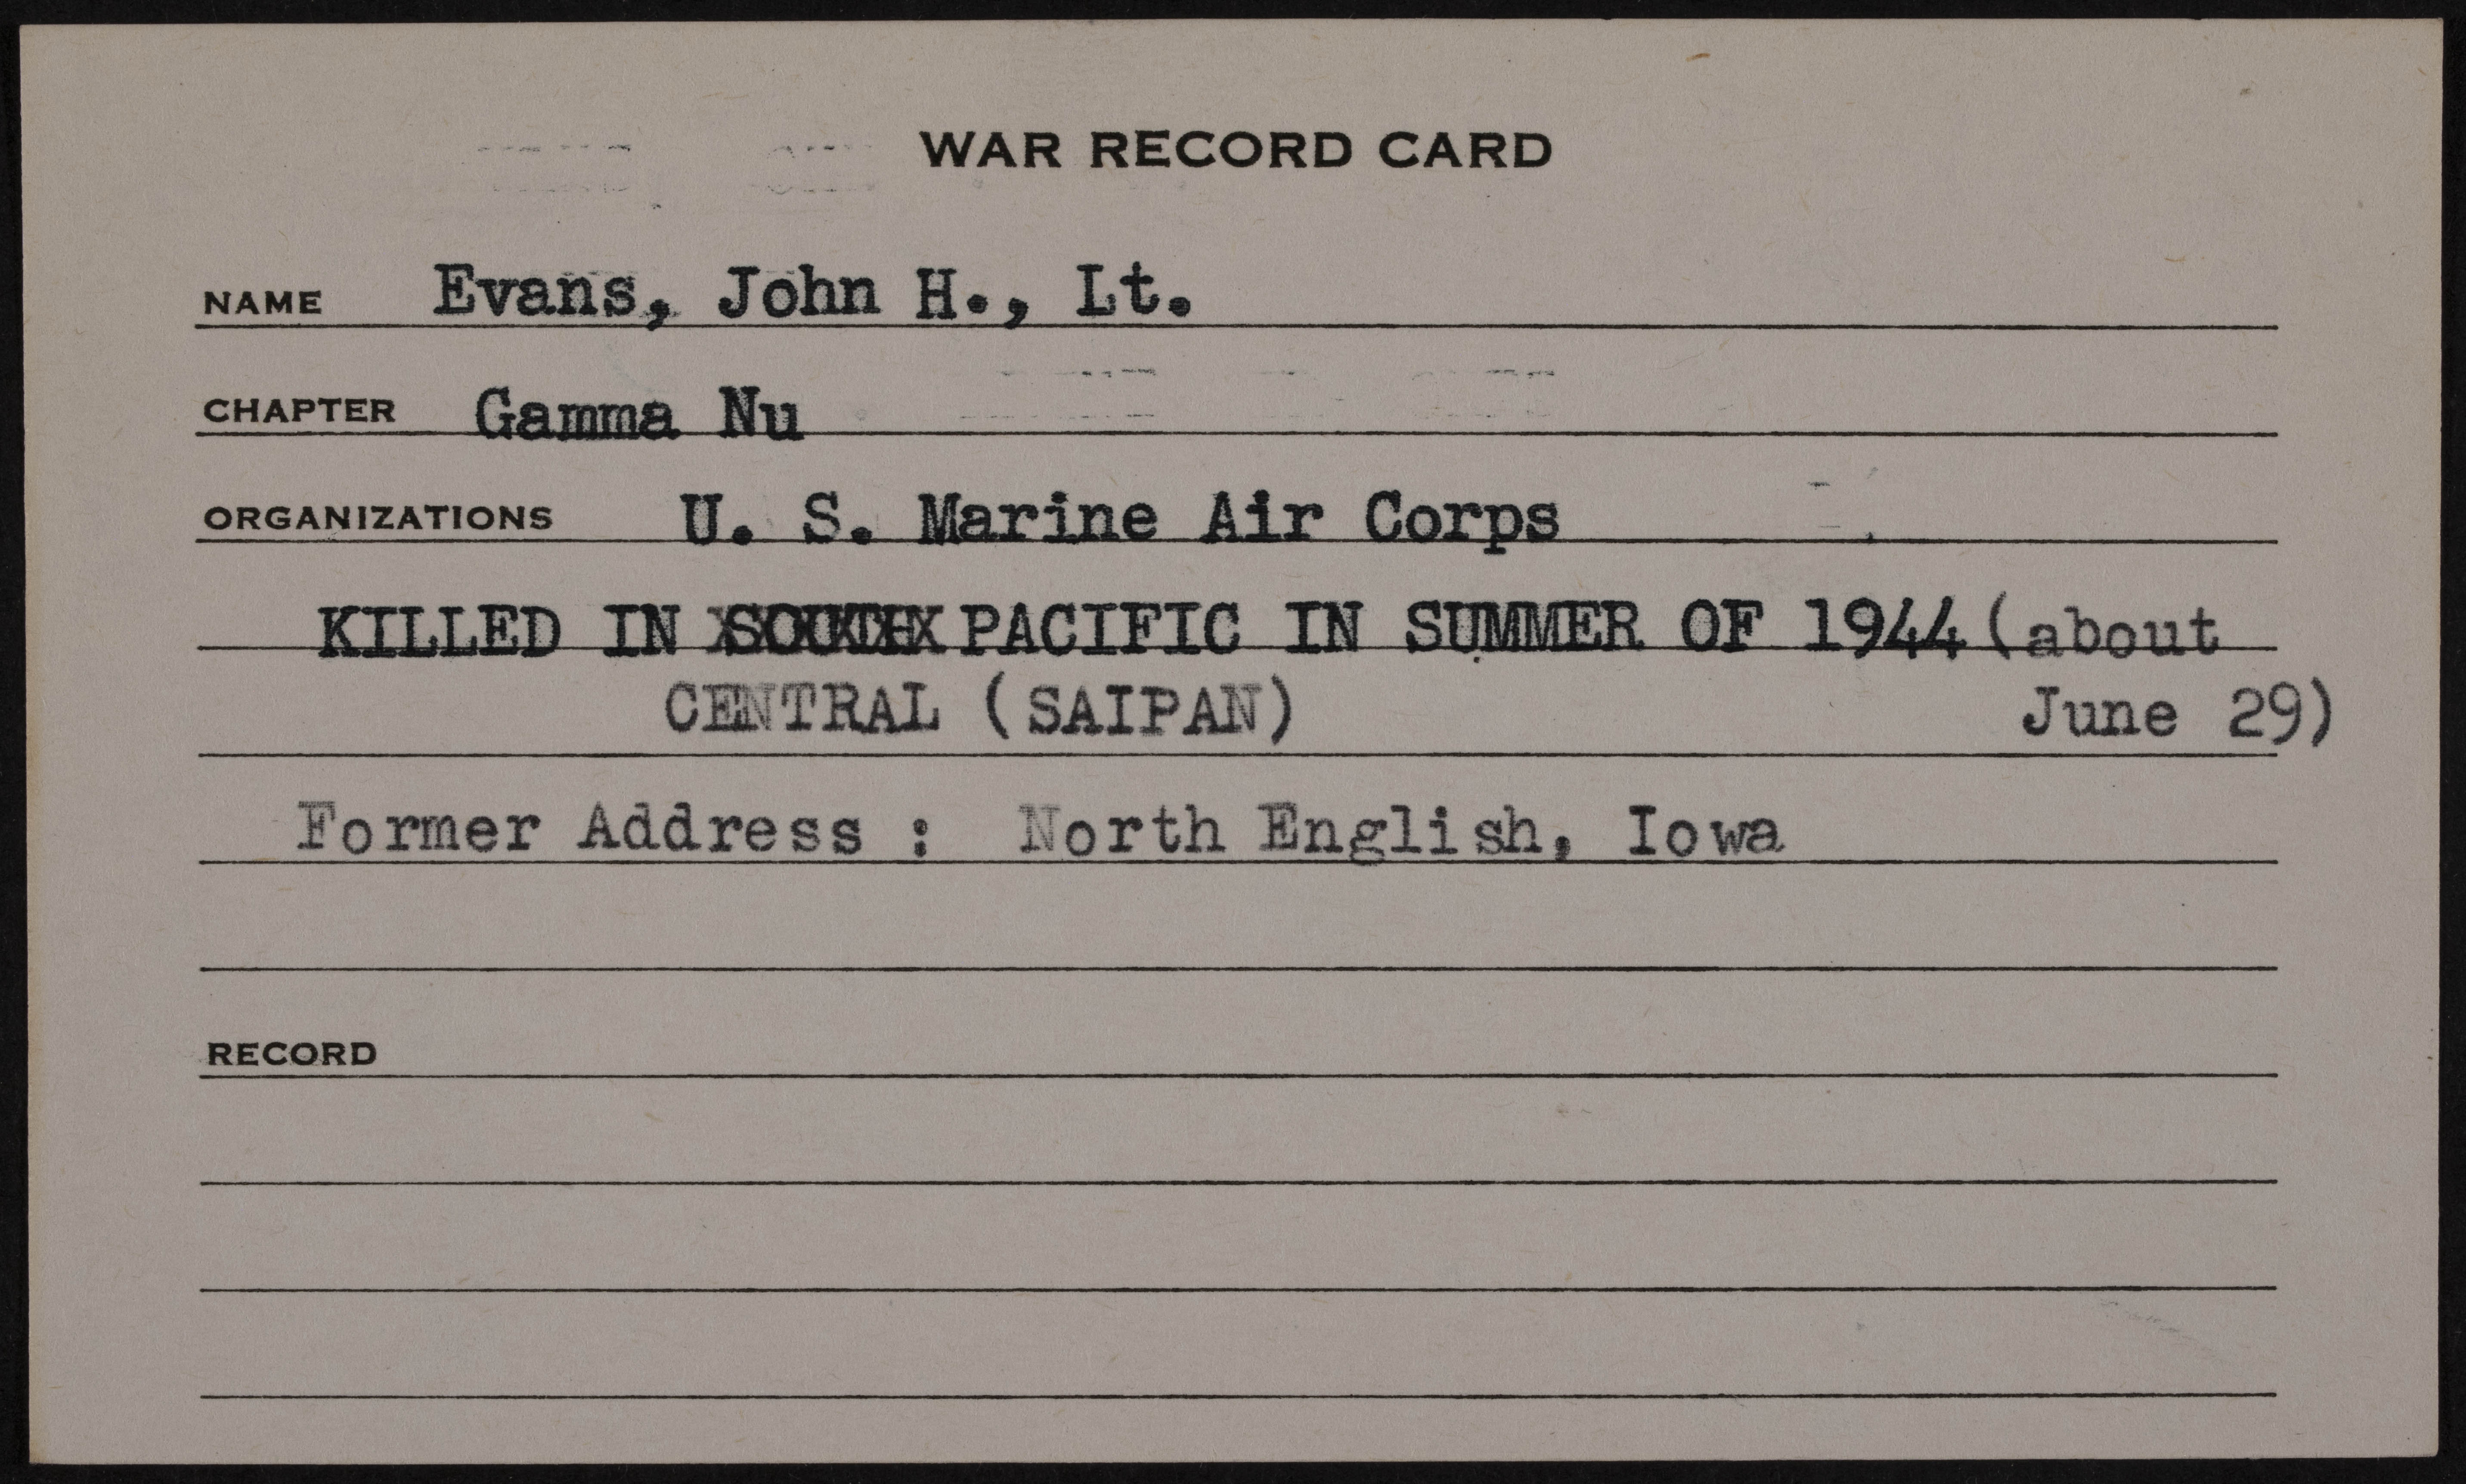 WAR RECORD CARD
NAME Evans, John H., Lt.
CHAPTER Gamma Nu
ORGANIZATIONS U. S. Marine Air Corps
KILLED IN SOUTH PACIFIC IN SUMMER OF 1944 (about
CENTRAL (SAIPAN) June 29)
Former Address : North English, Iowa
RECORD